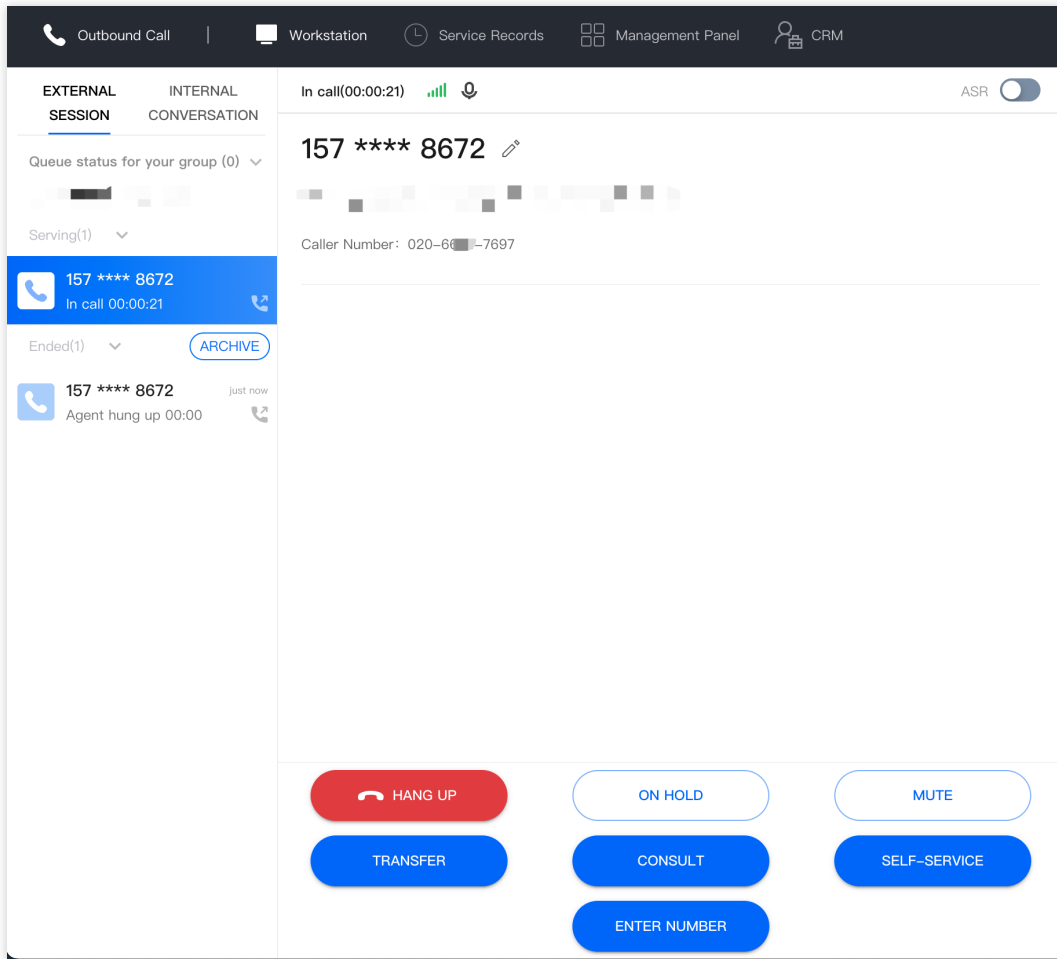 Outbound Call | Workstation Service Records Management Panel CRM
EXTERNAL SESSION
INTERNAL CONVERSATION
Queue status for your group (0)
Serving(1)
157 **** 8672
In call 00:00:21
Ended(1) ARCHIVE
157 **** 8672 just now
Agent hung up 00:00
In call(00:00:21) ASR
157 **** 8672
Caller Number: 020-66 -7697
HANG UP ON HOLD MUTE
TRANSFER CONSULT SELF-SERVICE
ENTER NUMBER